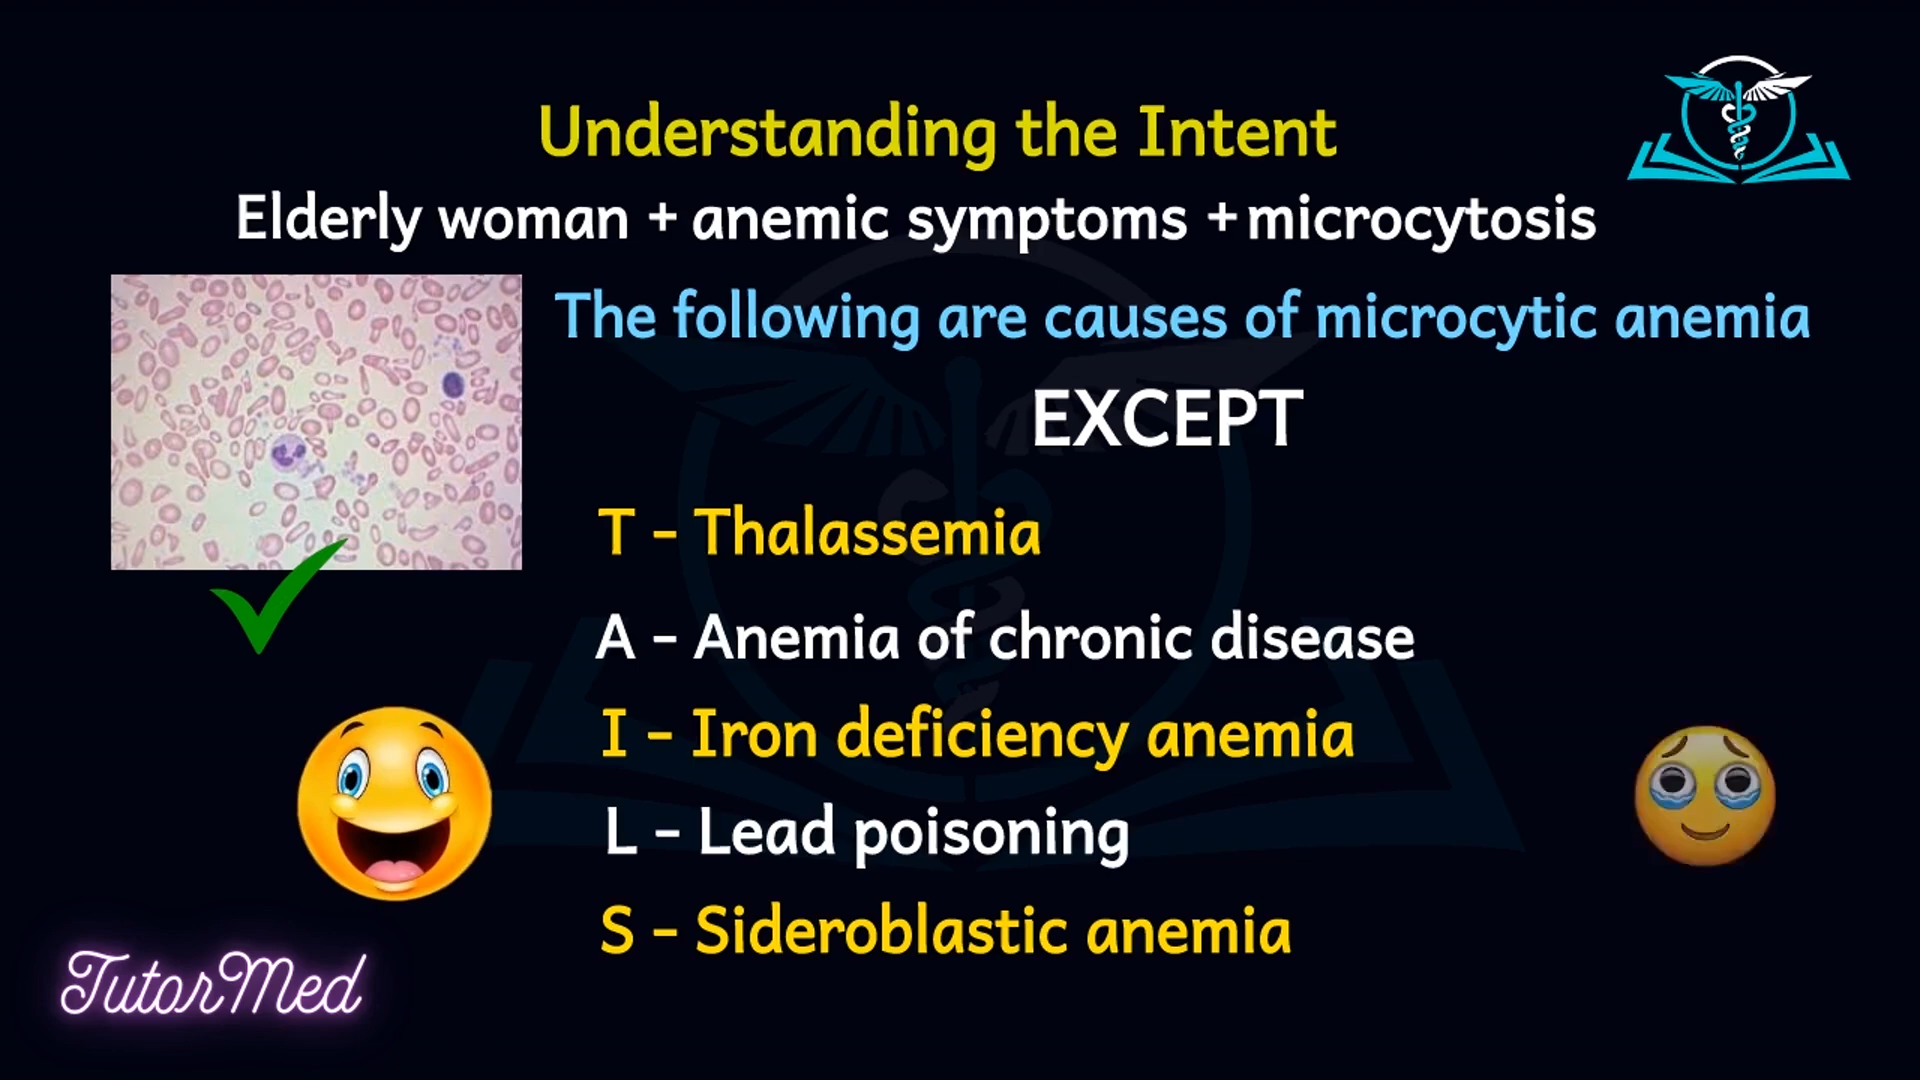 Understanding the Intent
Elderly woman + anemic symptoms + microcytosis
The following are causes of microcytic anemia
EXCEPT
T - Thalassemia
A - Anemia of chronic disease
I - Iron deficiency anemia
L - Lead poisoning
S - Sideroblastic anemia
TutorMed